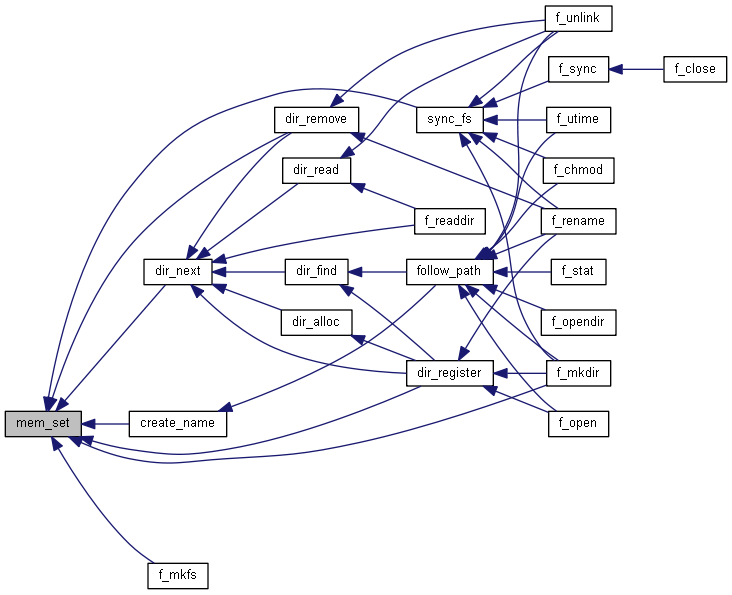 f_unlink
f_sync
f_close
dir_remove
sync_fs
f_utime
dir_read
f_chmod
f_readdir
f_rename
dir_next
dir_find
follow_path
f_stat
dir_alloc
f_opendir
dir_register
f_mkdir
mem_set
create_name
f_open
f_mkfs